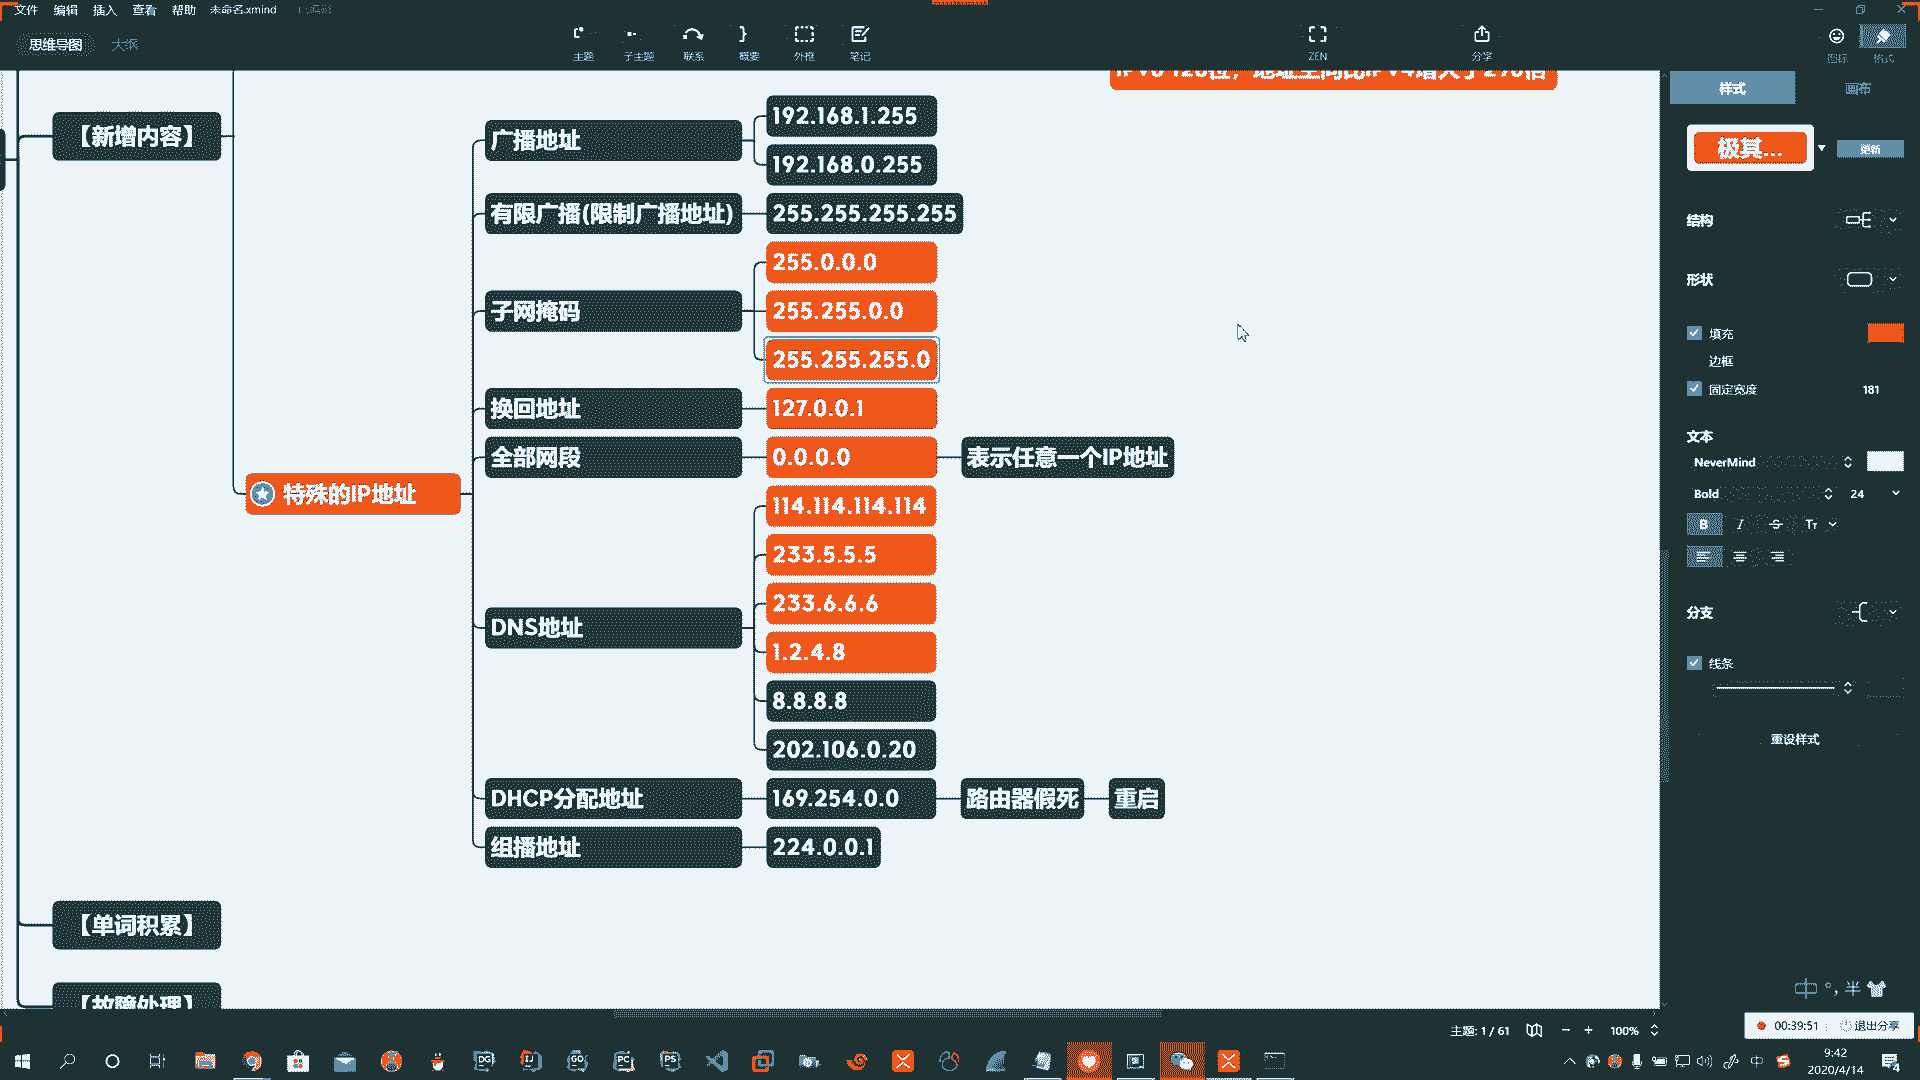 文件 编辑 插入 查看 帮助 未命名.xmind
思维导图 大纲
主题 子主题 联系 概要 外框 笔记 ZEN 分享 图标 格式
样式 画布
【新增内容】
特殊的IP地址
广播地址
192.168.1.255
192.168.0.255
有限广播(限制广播地址)
255.255.255.255
子网掩码
255.0.0.0
255.255.0.0
255.255.255.0
换回地址
127.0.0.1
全部网段
0.0.0.0
表示任意一个IP地址
DNS地址
114.114.114.114
233.5.5.5
233.6.6.6
1.2.4.8
8.8.8.8
202.106.0.20
DHCP分配地址
169.254.0.0
路由器假死
重启
组播地址
224.0.0.1
【单词积累】
【故障处理】
极其...
更新
结构
形状
填充
边框
固定宽度 181
文本
NeverMind
Bold 24
B I S Tт
分支
线条
重设样式
中 °, 半
主题: 1 / 61 100%
00:39:51 退出分享
DG IJ GO PC PS
中
9:42
2020/4/14
4